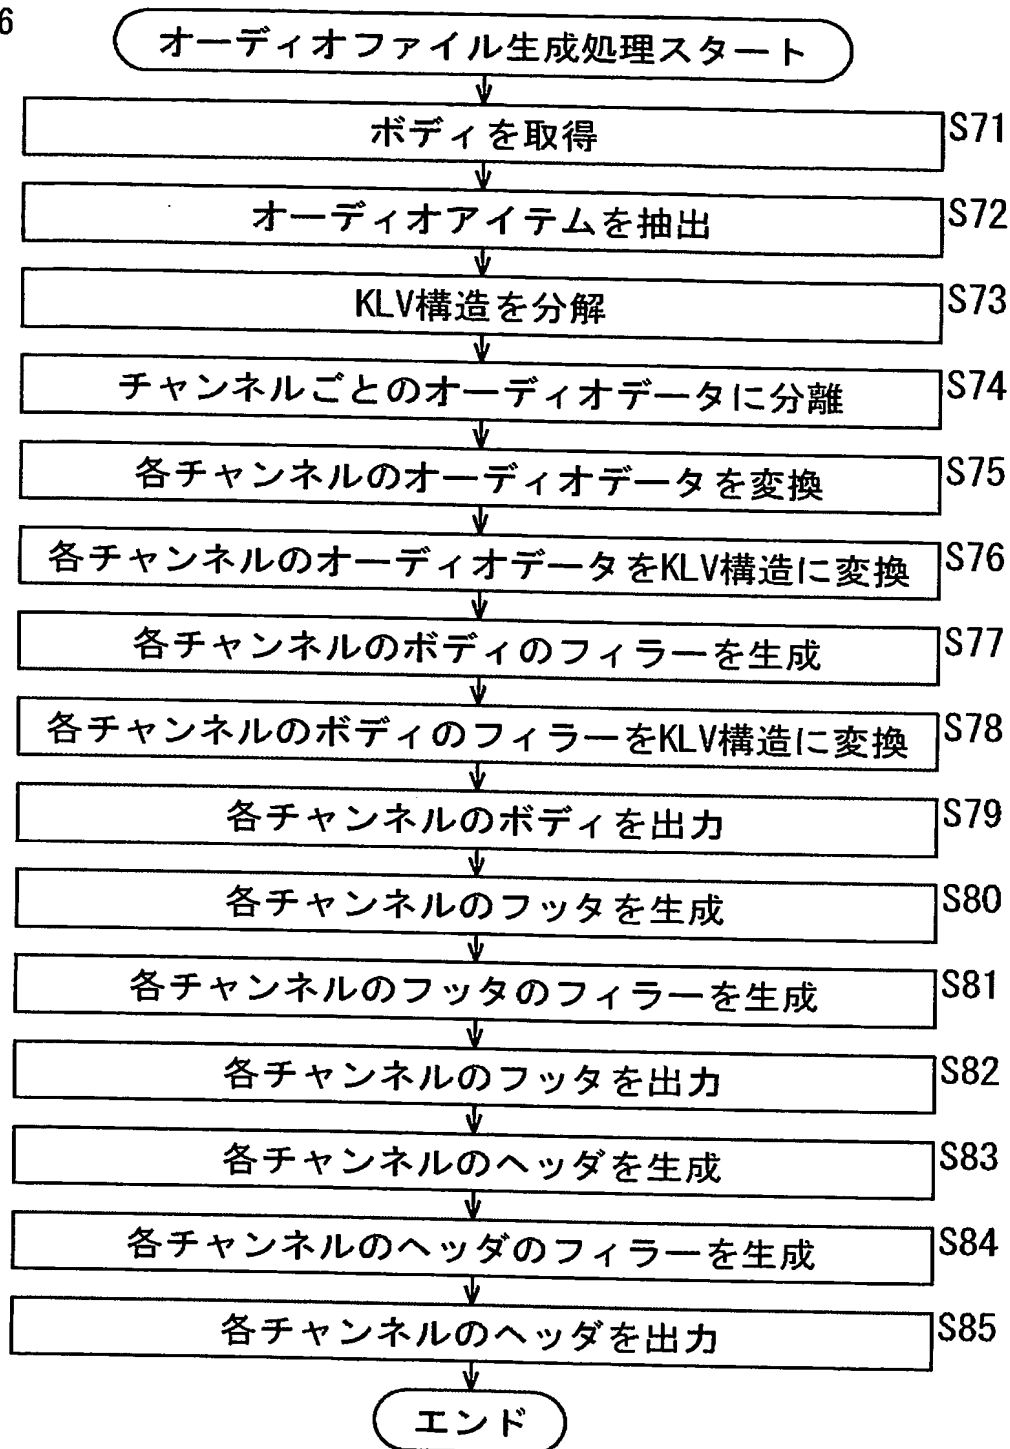 6
オーディオファイル生成処理スタート
ボディを取得 S71
オーディオアイテムを抽出 S72
KLV構造を分解 S73
チャンネルごとのオーディオデータに分離 S74
各チャンネルのオーディオデータを変換 S75
各チャンネルのオーディオデータをKLV構造に変換 S76
各チャンネルのボディのフィラーを生成 S77
各チャンネルのボディのフィラーをKLV構造に変換 S78
各チャンネルのボディを出力 S79
各チャンネルのフッタを生成 S80
各チャンネルのフッタのフィラーを生成 S81
各チャンネルのフッタを出力 S82
各チャンネルのヘッダを生成 S83
各チャンネルのヘッダのフィラーを生成 S84
各チャンネルのヘッダを出力 S85
エンド